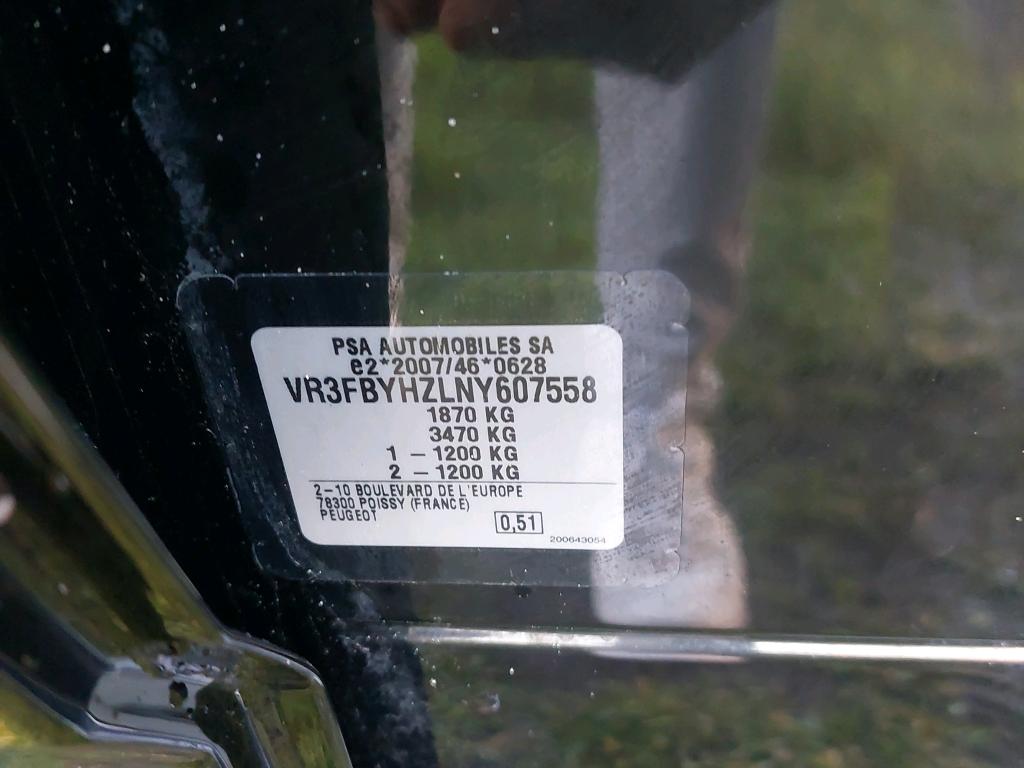 PSA AUTOMOBILES SA
e2*2007/46*0628
VR3FBYHZLNY607558
1870 KG
3470 KG
1 – 1200 KG
2 – 1200 KG
2–10 BOULEVARD DE L'EUROPE
78300 POISSY (FRANCE)
PEUGEOT
0,51
200643054